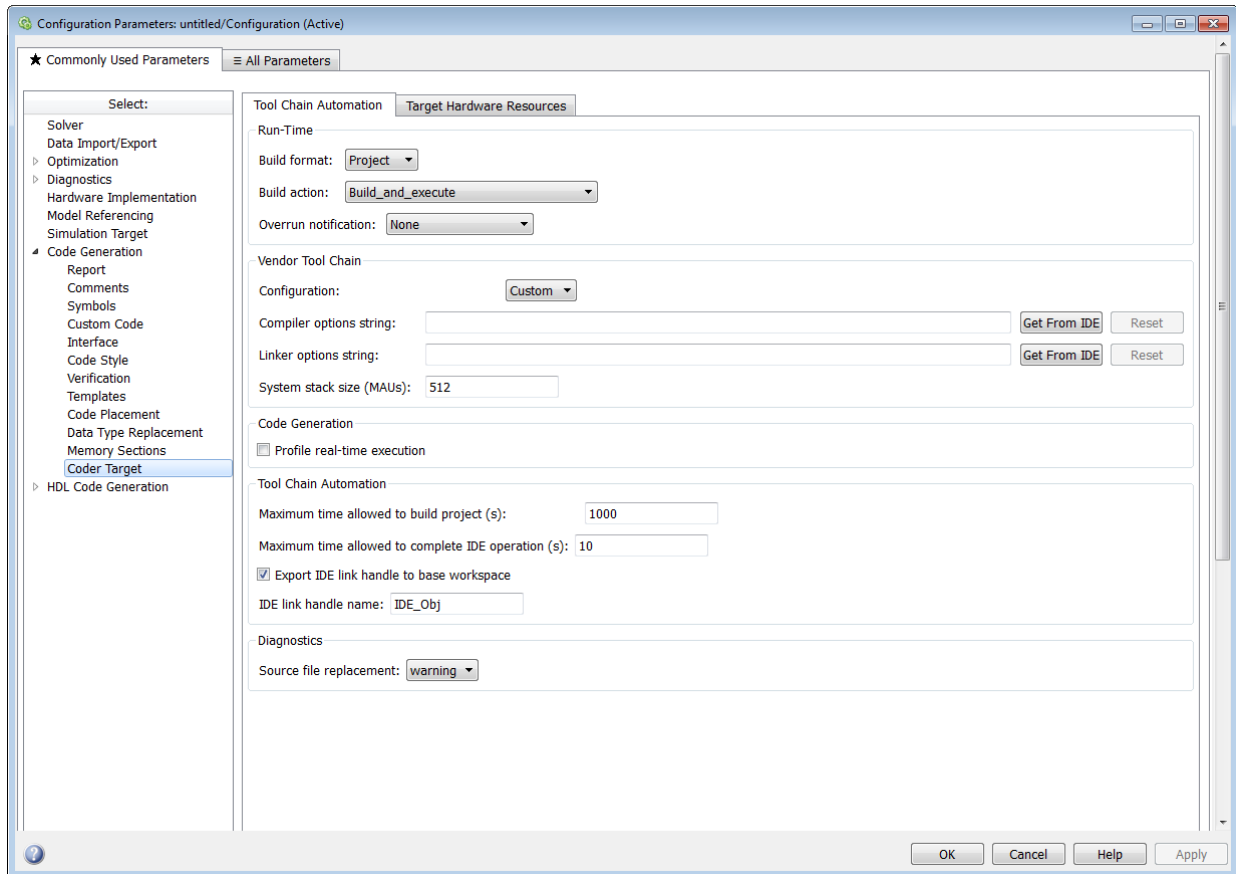 Configuration Parameters: untitled/Configuration (Active)
★ Commonly Used Parameters
≡ All Parameters
Select:
Solver
Data Import/Export
Optimization
Diagnostics
Hardware Implementation
Model Referencing
Simulation Target
Code Generation
Report
Comments
Symbols
Custom Code
Interface
Code Style
Verification
Templates
Code Placement
Data Type Replacement
Memory Sections
Coder Target
HDL Code Generation
Tool Chain Automation
Target Hardware Resources
Run-Time
Build format: Project
Build action: Build_and_execute
Overrun notification: None
Vendor Tool Chain
Configuration: Custom
Compiler options string: Get From IDE Reset
Linker options string: Get From IDE Reset
System stack size (MAUs): 512
Code Generation
Profile real-time execution
Tool Chain Automation
Maximum time allowed to build project (s): 1000
Maximum time allowed to complete IDE operation (s): 10
Export IDE link handle to base workspace
IDE link handle name: IDE_Obj
Diagnostics
Source file replacement: warning
OK Cancel Help Apply